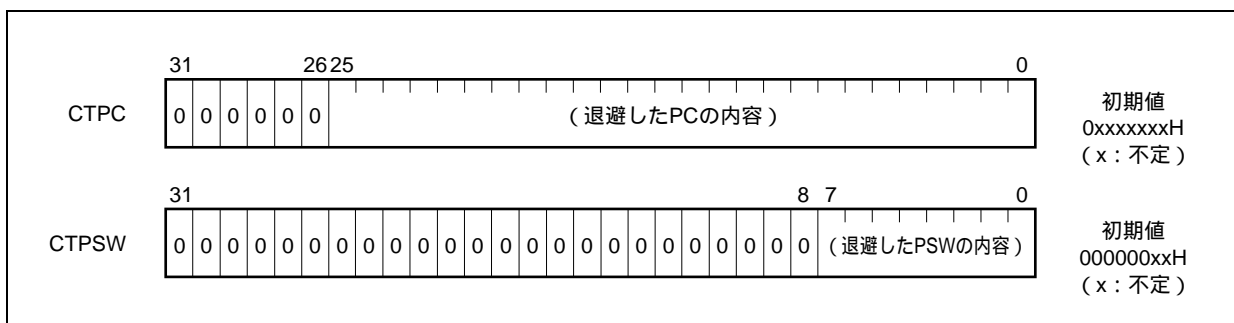 31 26 25 0
CTPC 0 0 0 0 0 0 （退避したPCの内容） 初期値
0xxxxxxxH
（x：不定）
31 8 7 0
CTPSW 0 0 0 0 0 0 0 0 0 0 0 0 0 0 0 0 0 0 0 0 0 0 0 0 （退避したPSWの内容） 初期値
000000xxH
（x：不定）